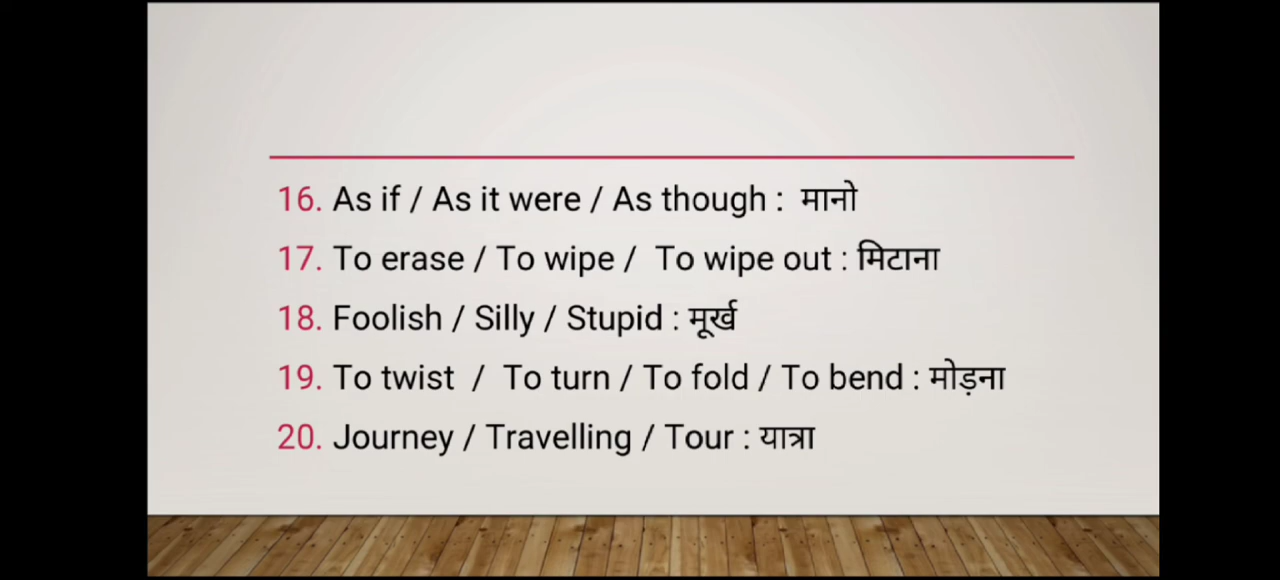 16. As if / As it were / As though : मानो
17. To erase / To wipe / To wipe out : मिटाना
18. Foolish / Silly / Stupid : मूर्ख
19. To twist / To turn / To fold / To bend : मोड़ना
20. Journey / Travelling / Tour : यात्रा